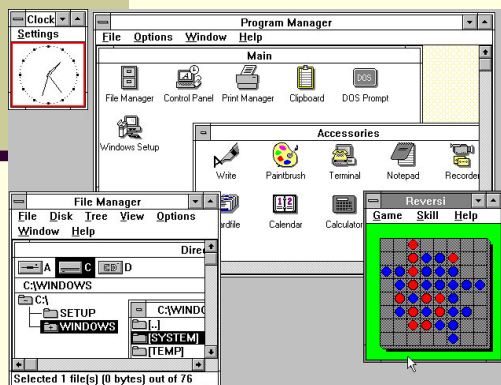 Clock
Settings
Program Manager
File Options Window Help
Main
File Manager Control Panel Print Manager Clipboard DOS Prompt
DOS
Windows Setup
Accessories
Write Paintbrush Terminal Notepad Recorder
ardfile Calendar Calculator
File Manager
File Disk Tree View Options
Window Help
Direc
A C D
C:\WINDOWS
C:\
SETUP
WINDOWS
C:\WINDO
[..]
[SYSTEM]
[TEMP]
Selected 1 file(s) (0 bytes) out of 76
Reversi
Game Skill Help